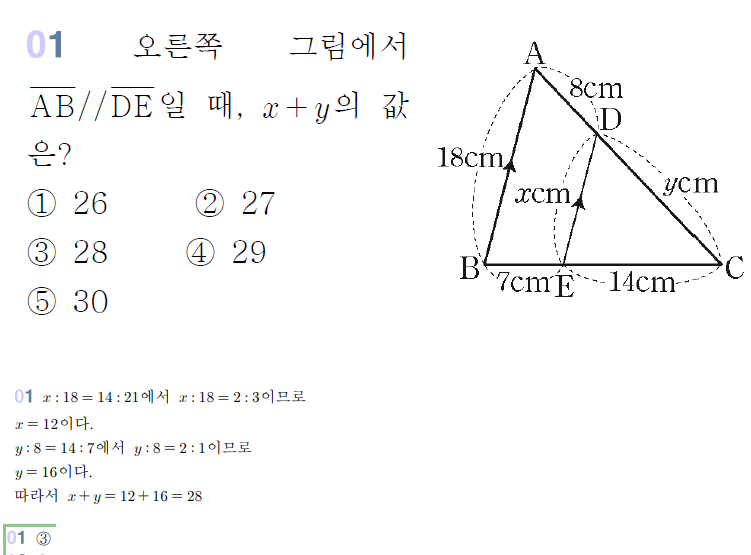 01 오른쪽 그림에서
AB//DE일 때, x+y의 값
은?
① 26 ② 27
③ 28 ④ 29
⑤ 30
A
8cm
D
18cm
xcm
ycm
B
7cm
E
14cm
C
01 x : 18 = 14 : 21에서 x : 18 = 2 : 3이므로
x = 12이다.
y : 8 = 14 : 7에서 y : 8 = 2 : 1이므로
y = 16이다.
따라서 x+y = 12+16 = 28
01 ③